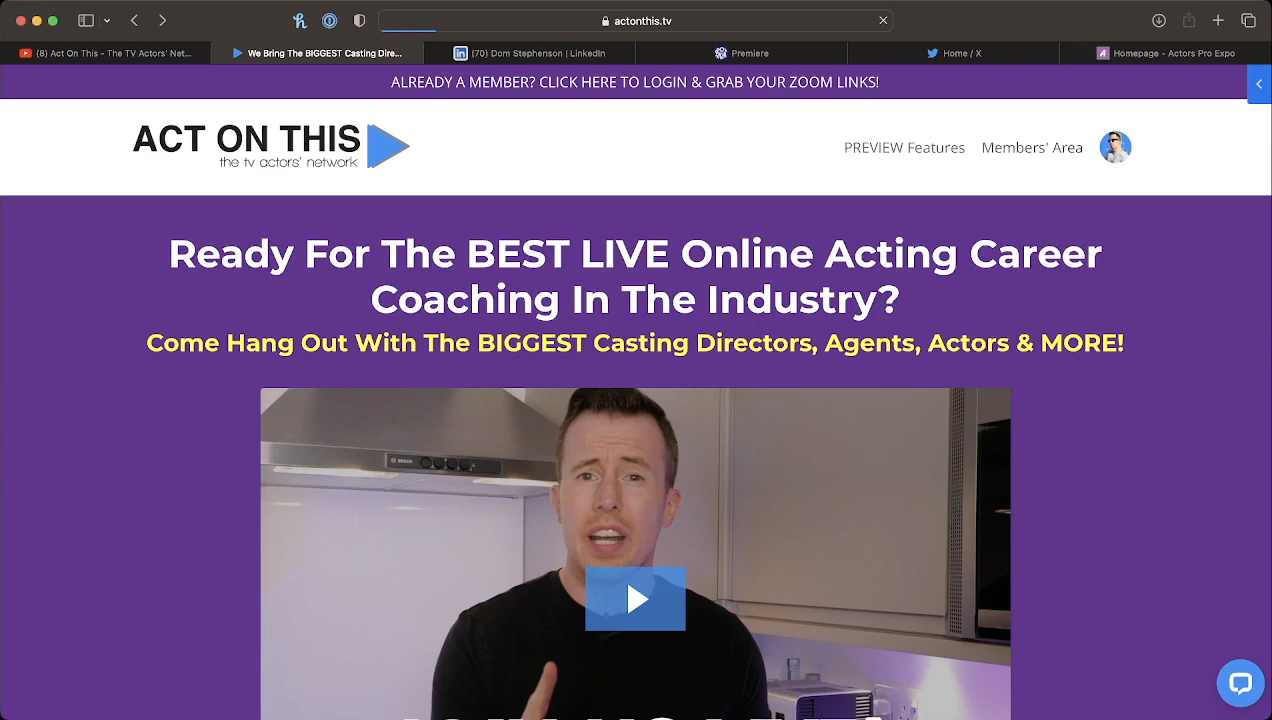 actonthis.tv
(8) Act On This - The TV Actors' Net...
We Bring The BIGGEST Casting Dire...
(70) Dom Stephenson | LinkedIn
Premiere
Home / X
Homepage - Actors Pro Expo
ALREADY A MEMBER? CLICK HERE TO LOGIN & GRAB YOUR ZOOM LINKS!
ACT ON THIS
the tv actors' network
PREVIEW Features
Members' Area
Ready For The BEST LIVE Online Acting Career
Coaching In The Industry?
Come Hang Out With The BIGGEST Casting Directors, Agents, Actors & MORE!
BOSCH